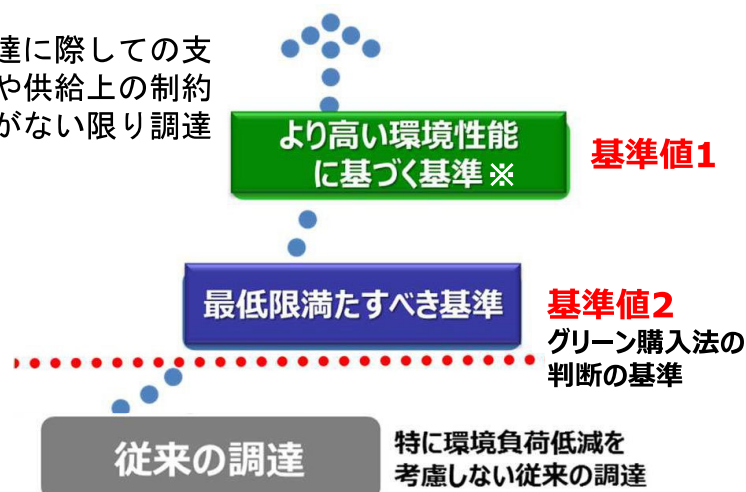 達に際しての支
や供給上の制約
がない限り調達
より高い環境性能
に基づく基準※
基準値1
最低限満たすべき基準
基準値2
グリーン購入法の
判断の基準
従来の調達
特に環境負荷低減を
考慮しない従来の調達